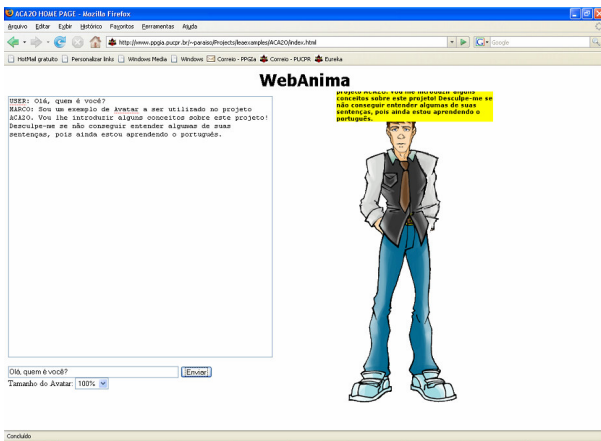 ACA2O HOME PAGE - Mozilla Firefox
Arquivo Editar Exibir Histórico Favoritos Ferramentas Ajuda
http://www.ppgia.pucpr.br/~paraiso/Projects/leaexamples/ACA2O/index.html
Google
HotMail gratuito Personalizar links Windows Media Windows Correio - PPGIa Correio - PUCPR Eureka
WebAnima
projeto ACA2O. Vou lhe introduzir alguns
conceitos sobre este projeto! Desculpe-me se
não conseguir entender algumas de suas
sentenças, pois ainda estou aprendendo o
português.
USER: Olá, quem é você?
MARCO: Sou um exemplo de Avatar a ser utilizado no projeto
ACA2O. Vou lhe introduzir alguns conceitos sobre este projeto!
Desculpe-me se não conseguir entender algumas de suas
sentenças, pois ainda estou aprendendo o português.
Olá, quem é você? Enviar
Tamanho do Avatar: 100%
Concluído